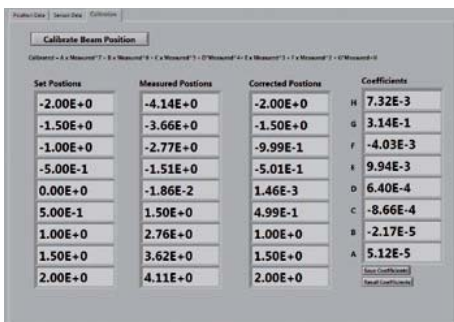 Position Data Sensor Data Calibration
Calibrate Beam Position
Set Postions Measured Postions Corrected Postions Coefficients
-2.00E+0 -4.14E+0 -2.00E+0 H 7.32E-3
-1.50E+0 -3.66E+0 -1.50E+0 G 3.14E-1
-1.00E+0 -2.77E+0 -9.99E-1 F -4.03E-3
-5.00E-1 -1.51E+0 -5.01E-1 E 9.94E-3
0.00E+0 -1.86E-2 1.46E-3 D 6.40E-4
5.00E-1 1.50E+0 4.99E-1 C -8.66E-4
1.00E+0 2.76E+0 1.00E+0 B -2.17E-5
1.50E+0 3.62E+0 1.50E+0 A 5.12E-5
2.00E+0 4.11E+0 2.00E+0
Save Coefficients
Recall Coefficients